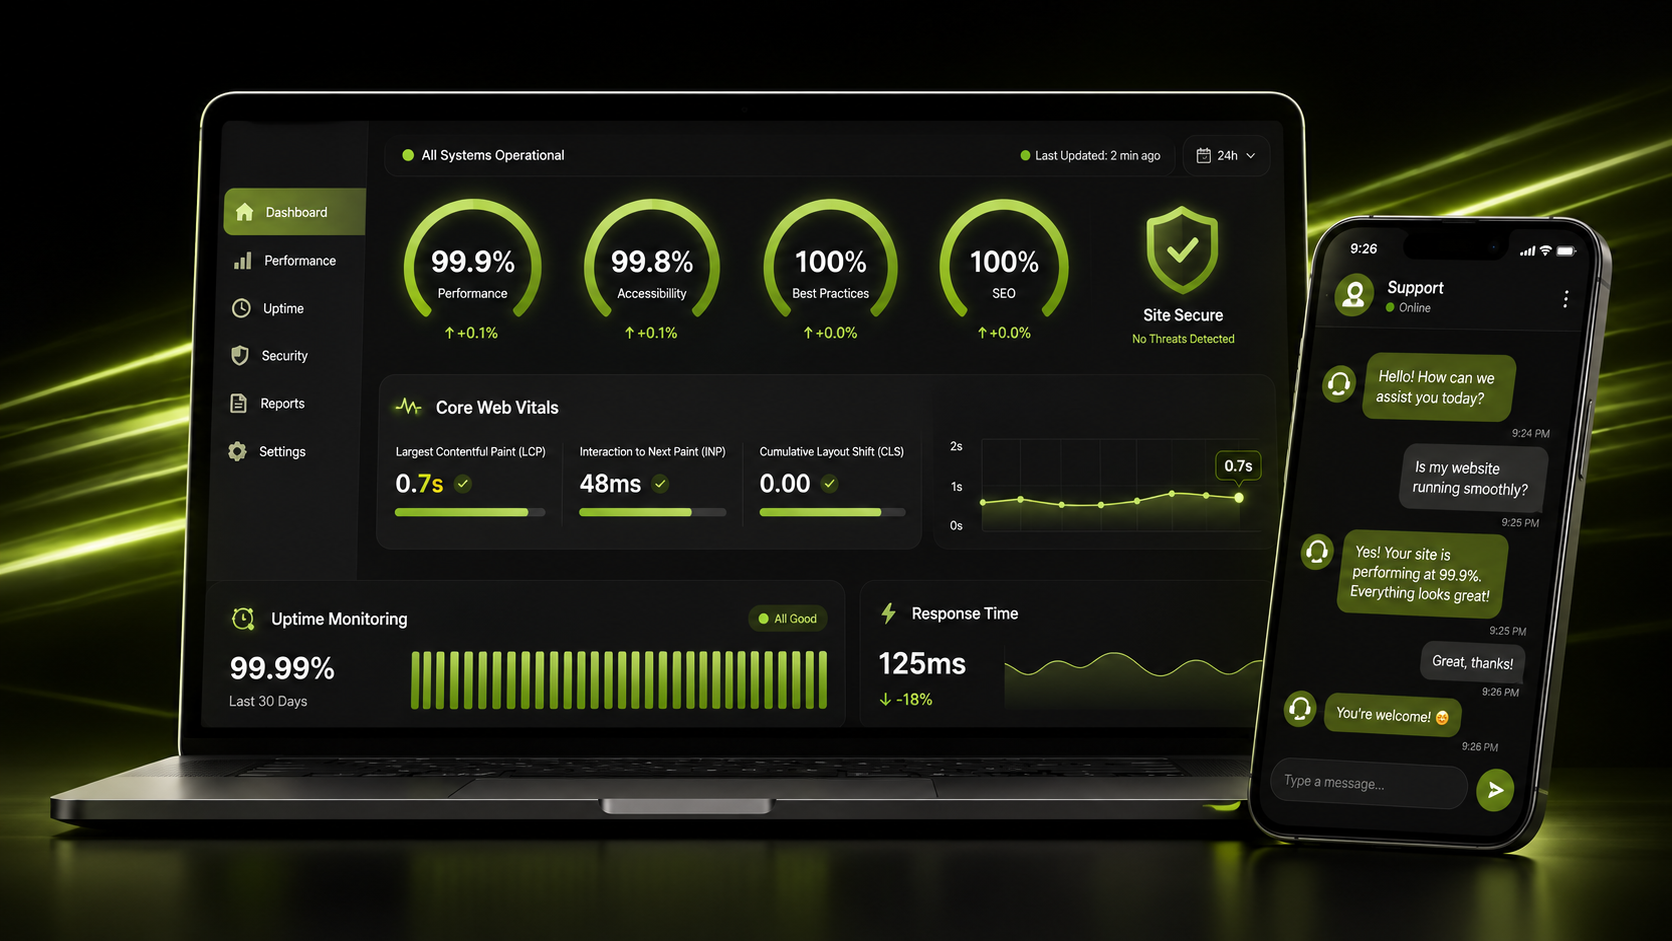 All Systems Operational
Last Updated: 2 min ago
24h
Dashboard
Performance
Uptime
Security
Reports
Settings
99.9%
Performance
↑ +0.1%
99.8%
Accessibility
↑ +0.1%
100%
Best Practices
↑ +0.0%
100%
SEO
↑ +0.0%
Site Secure
No Threats Detected
Core Web Vitals
Largest Contentful Paint (LCP)
0.7s
Interaction to Next Paint (INP)
48ms
Cumulative Layout Shift (CLS)
0.00
2s
1s
0s
0.7s
Uptime Monitoring
All Good
99.99%
Last 30 Days
Response Time
125ms
↓ -18%
9:26
Support
Online
Hello! How can we
assist you today?
9:24 PM
Is my website
running smoothly?
9:25 PM
Yes! Your site is
performing at 99.9%.
Everything looks great!
9:25 PM
Great, thanks!
9:26 PM
You're welcome! 😊
9:26 PM
Type a message...